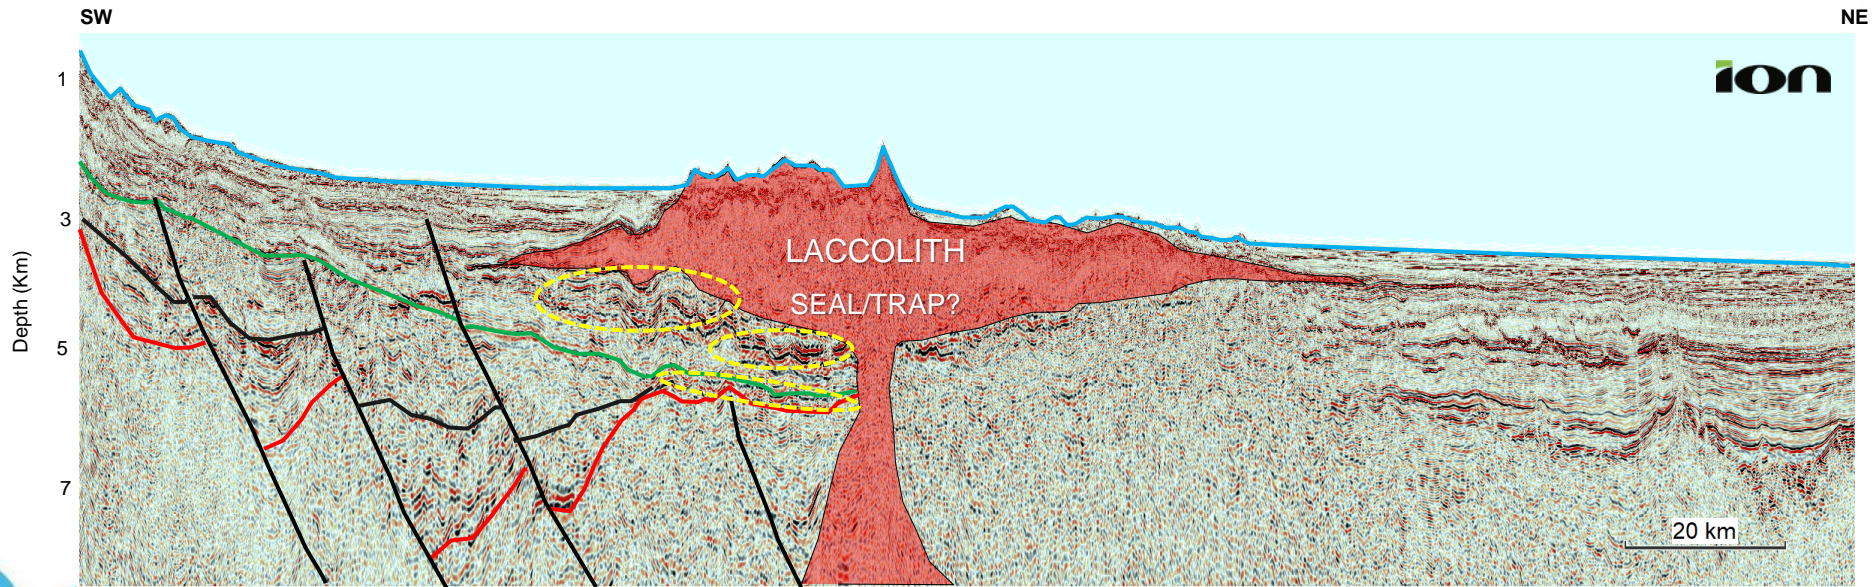 SW
NE
ion
1
3
5
7
Depth (Km)
LACCOLITH
SEAL/TRAP?
20 km